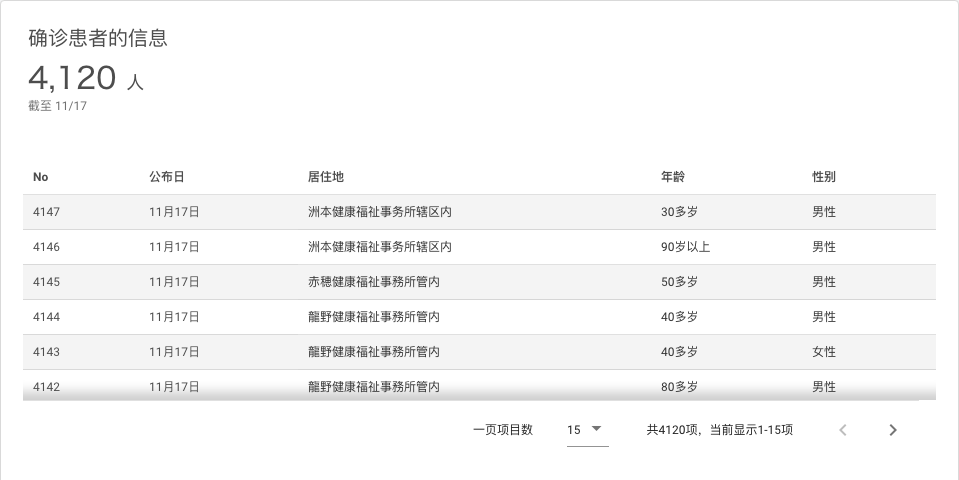 确诊患者的信息
4,120 人
截至 11/17
No 公布日 居住地 年龄 性别
4147 11月17日 洲本健康福祉事务所辖区内 30多岁 男性
4146 11月17日 洲本健康福祉事务所辖区内 90岁以上 男性
4145 11月17日 赤穂健康福祉事務所管内 50多岁 男性
4144 11月17日 龍野健康福祉事務所管内 40多岁 男性
4143 11月17日 龍野健康福祉事務所管内 40多岁 女性
4142 11月17日 龍野健康福祉事務所管内 80多岁 男性
一页项目数 15 共4120项，当前显示1-15项